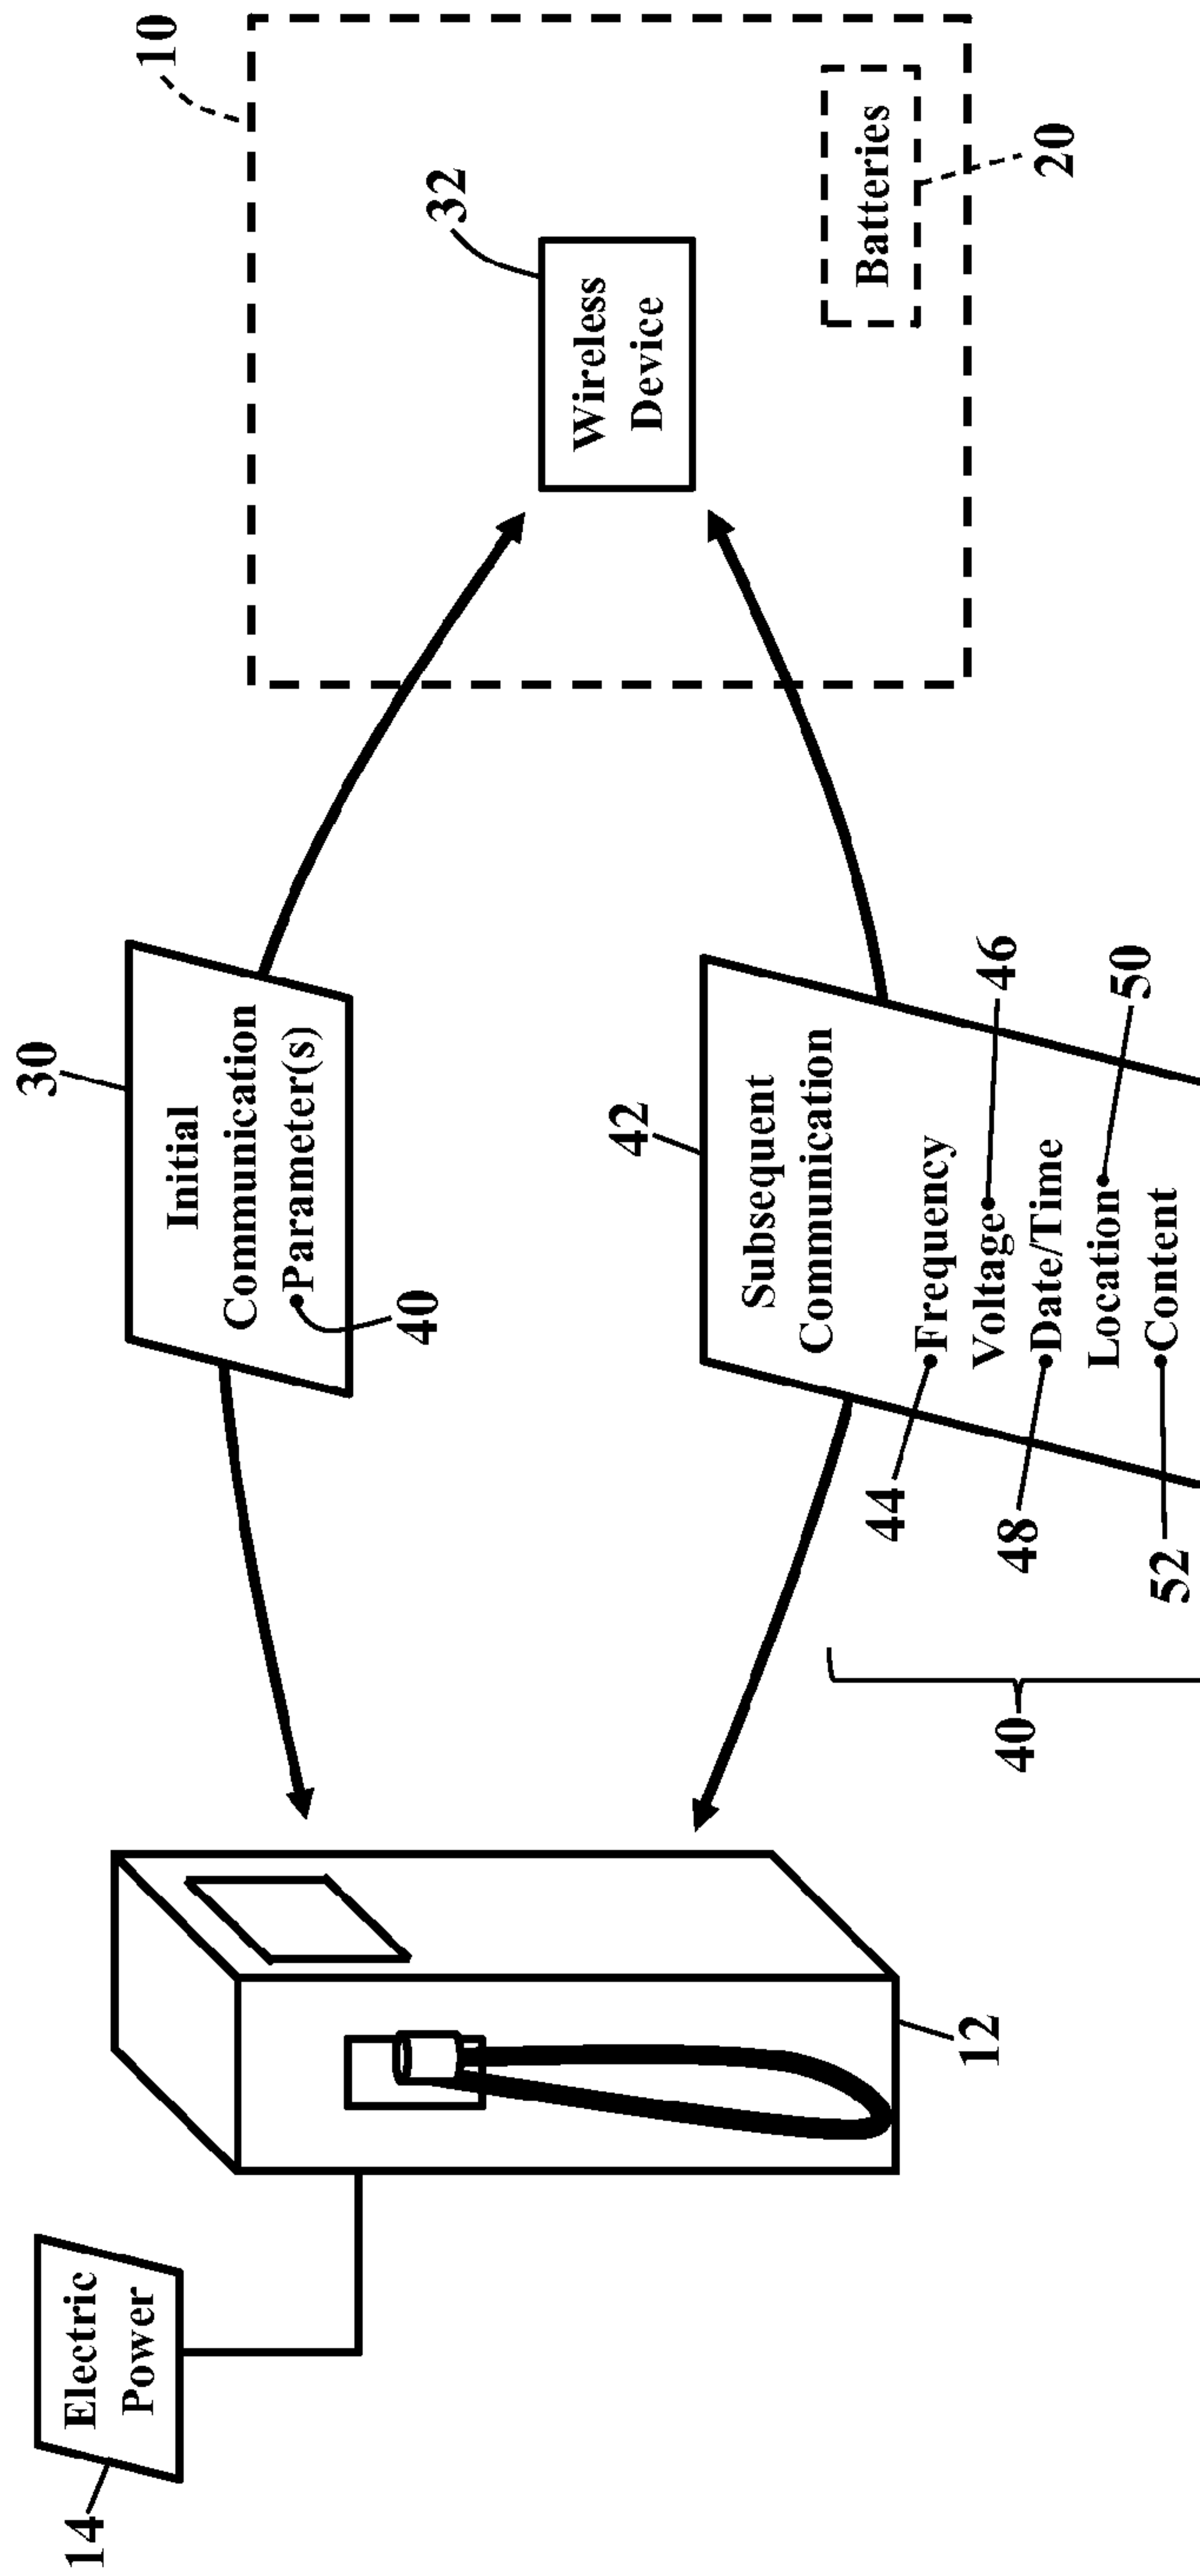 14
Electric
Power
12
30
Initial
Communication
Parameter(s)
40
42
Subsequent
Communication
44
Frequency
Voltage
46
48
Date/Time
Location
50
52
Content
40
10
32
Wireless
Device
Batteries
20